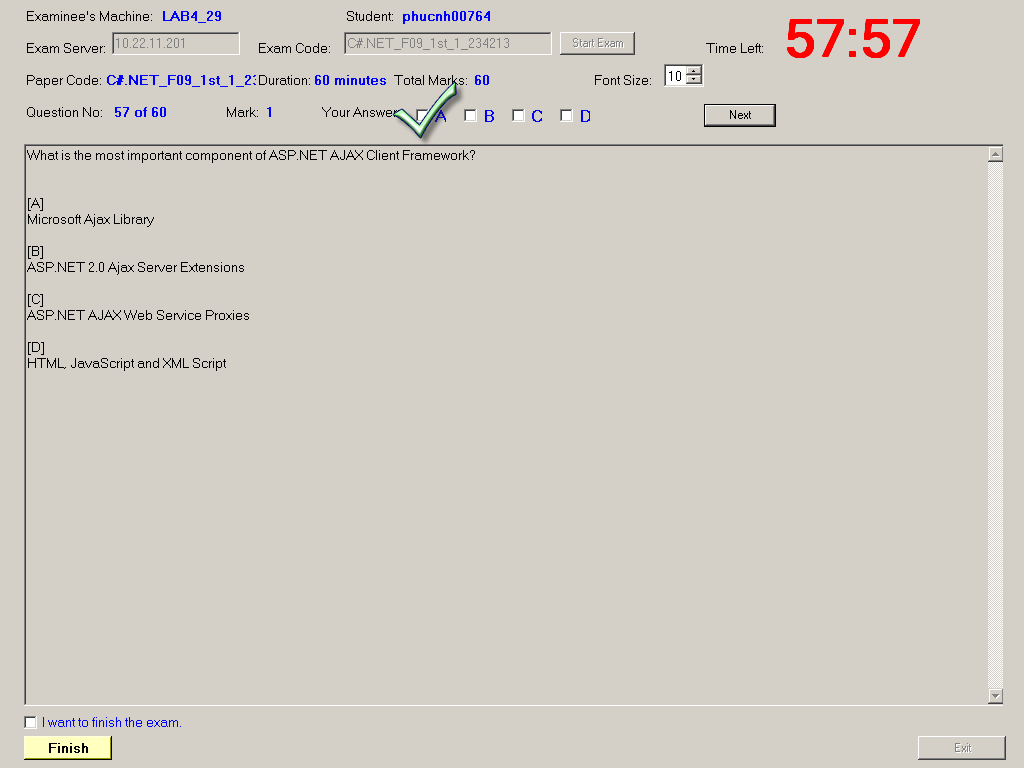 Examinee's Machine: LAB4_29 Student: phucnh00764
57:57
Exam Server: 10.22.11.201 Exam Code: C#.NET_F09_1st_1_234213 Start Exam Time Left:
Paper Code: C#.NET_F09_1st_1_23 Duration: 60 minutes Total Marks: 60 Font Size: 10
Question No: 57 of 60 Mark: 1 Your Answer A B C D Next
What is the most important component of ASP.NET AJAX Client Framework?
[A]
Microsoft Ajax Library
[B]
ASP.NET 2.0 Ajax Server Extensions
[C]
ASP.NET AJAX Web Service Proxies
[D]
HTML, JavaScript and XML Script
I want to finish the exam.
Finish Exit